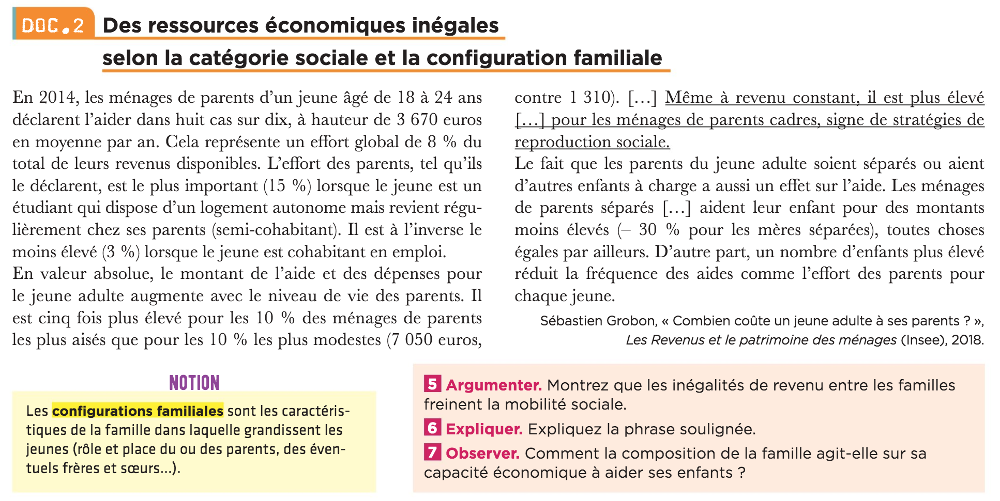 DOC.2 Des ressources économiques inégales
selon la catégorie sociale et la configuration familiale
En 2014, les ménages de parents d’un jeune âgé de 18 à 24 ans
déclarent l’aider dans huit cas sur dix, à hauteur de 3 670 euros
en moyenne par an. Cela représente un effort global de 8 % du
total de leurs revenus disponibles. L’effort des parents, tel qu’ils
le déclarent, est le plus important (15 %) lorsque le jeune est un
étudiant qui dispose d’un logement autonome mais revient régu-
lièrement chez ses parents (semi-cohabitant). Il est à l’inverse le
moins élevé (3 %) lorsque le jeune est cohabitant en emploi.
En valeur absolue, le montant de l’aide et des dépenses pour
le jeune adulte augmente avec le niveau de vie des parents. Il
est cinq fois plus élevé pour les 10 % des ménages de parents
les plus aisés que pour les 10 % les plus modestes (7 050 euros,
contre 1 310). […] Même à revenu constant, il est plus élevé
[…] pour les ménages de parents cadres, signe de stratégies de
reproduction sociale.
Le fait que les parents du jeune adulte soient séparés ou aient
d’autres enfants à charge a aussi un effet sur l’aide. Les ménages
de parents séparés […] aident leur enfant pour des montants
moins élevés (– 30 % pour les mères séparées), toutes choses
égales par ailleurs. D’autre part, un nombre d’enfants plus élevé
réduit la fréquence des aides comme l’effort des parents pour
chaque jeune.
Sébastien Grobon, « Combien coûte un jeune adulte à ses parents ? »,
Les Revenus et le patrimoine des ménages (Insee), 2018.
NOTION
Les configurations familiales sont les caractéris-
tiques de la famille dans laquelle grandissent les
jeunes (rôle et place du ou des parents, des éven-
tuels frères et sœurs…).
5 Argumenter. Montrez que les inégalités de revenu entre les familles
freinent la mobilité sociale.
6 Expliquer. Expliquez la phrase soulignée.
7 Observer. Comment la composition de la famille agit-elle sur sa
capacité économique à aider ses enfants ?